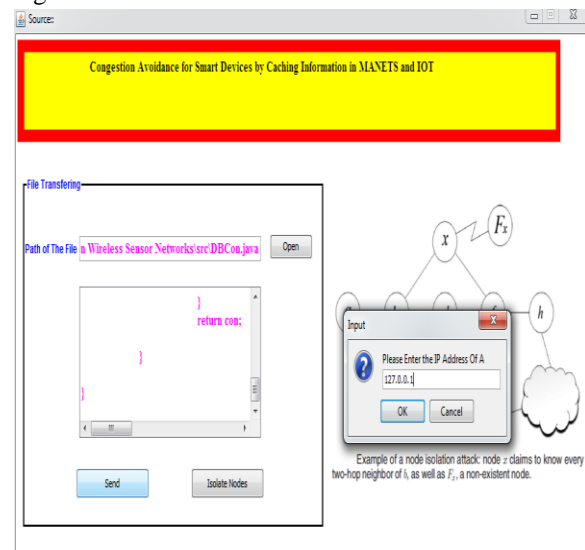 Source:
Congestion Avoidance for Smart Devices by Caching Information in MANETS and IOT
File Transfering
Path of The File n Wireless Sensor Networks\src\DBCon.java Open
}
return con;
}
}
Send Isolate Nodes
x Fx
h
Input
Please Enter the IP Address Of A
127.0.0.1
OK Cancel
Example of a node isolation attack: node x claims to know every
two-hop neighbor of b, as well as Fx, a non-existent node.